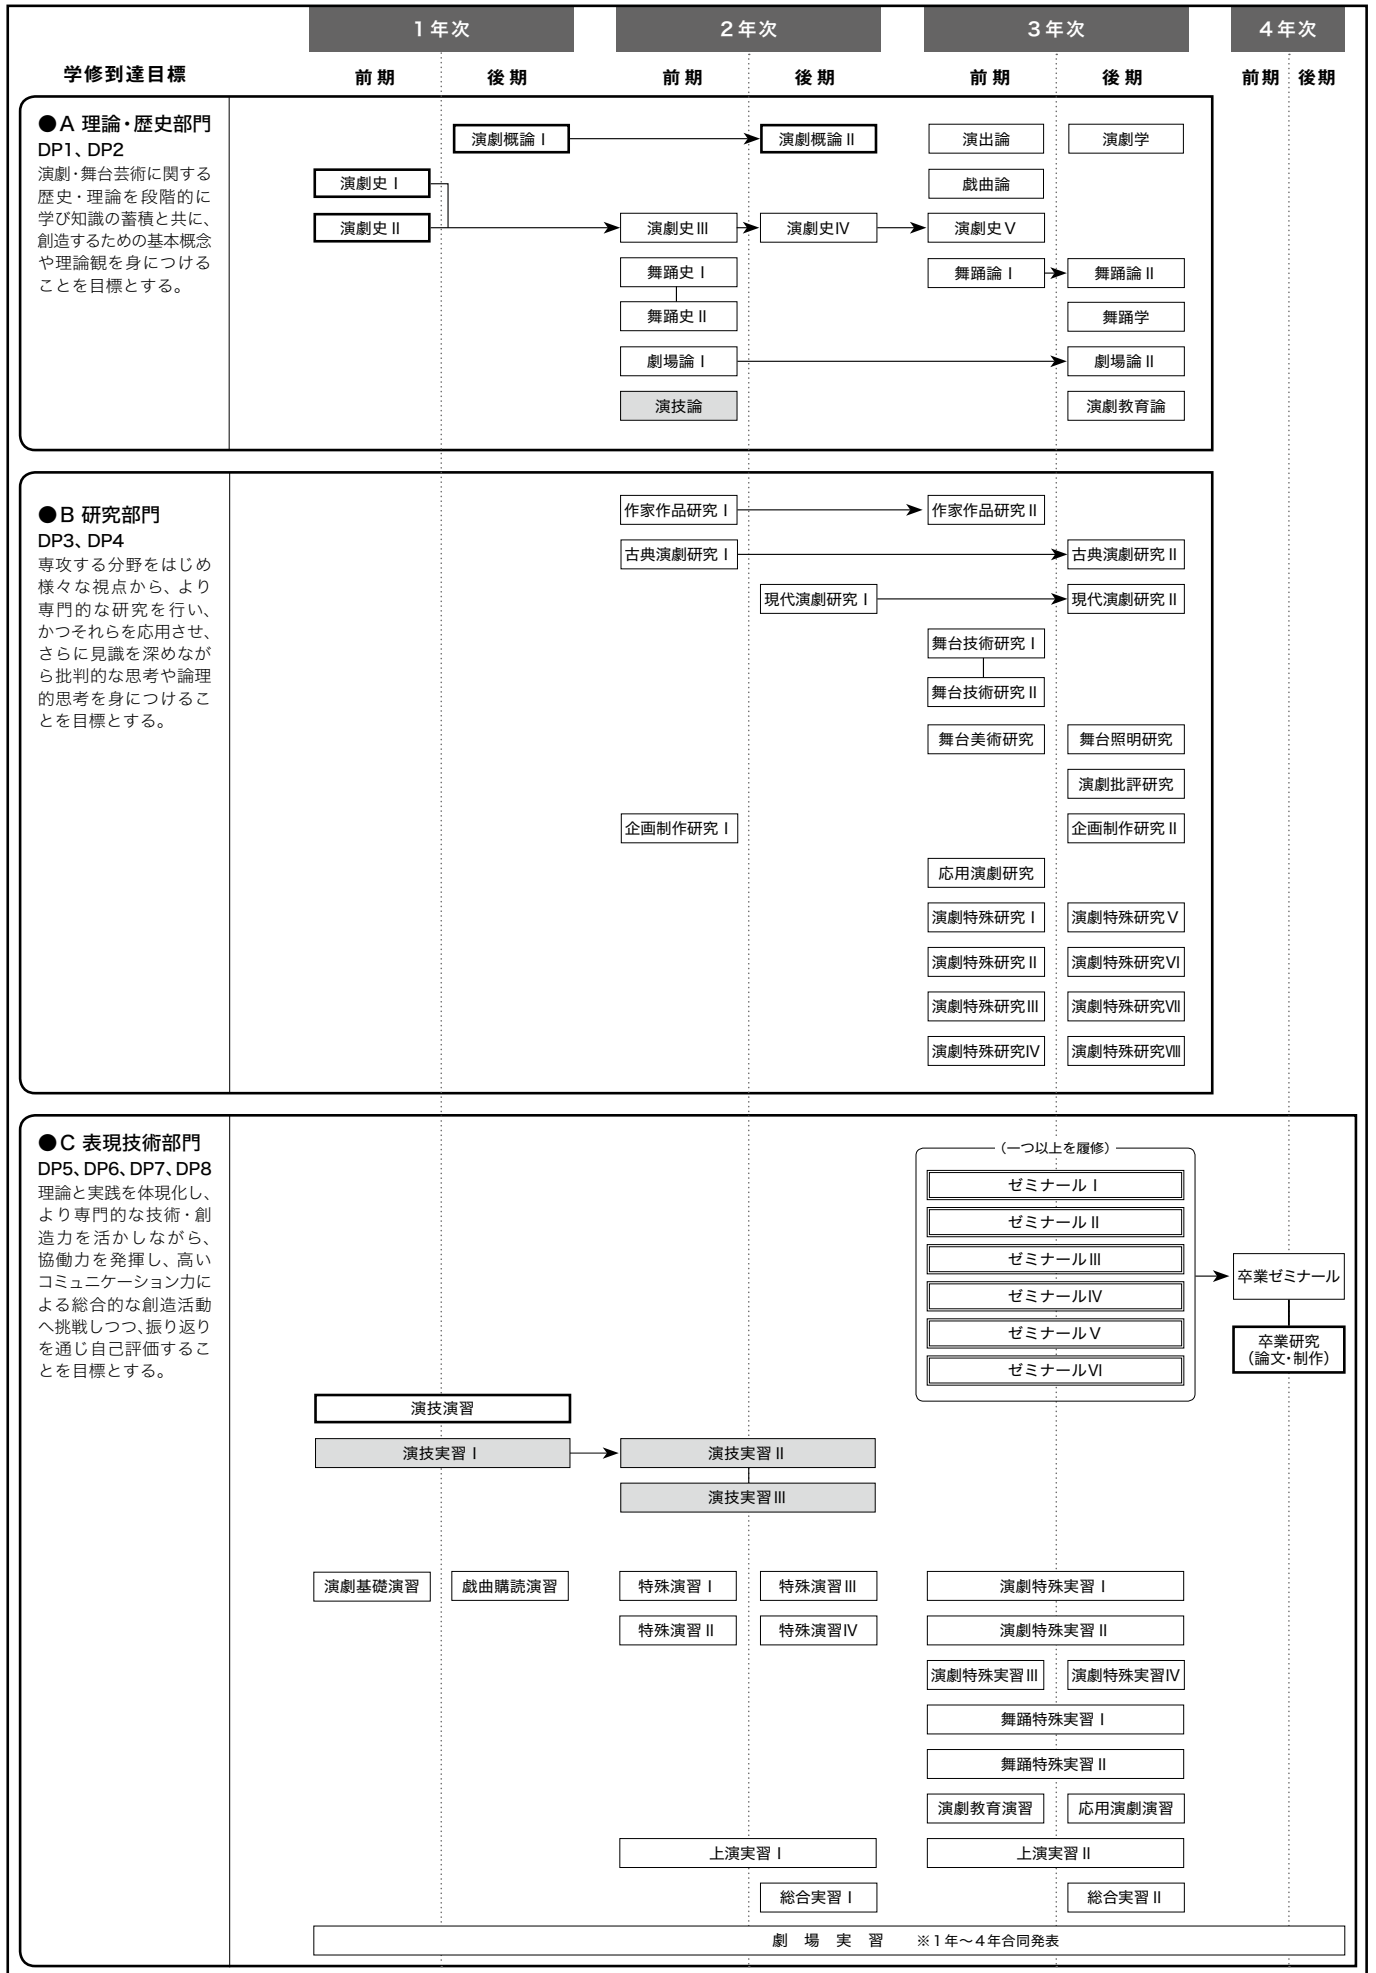 1年次 2年次 3年次 4年次
学修到達目標 前期 後期 前期 後期 前期 後期 前期 後期
●A 理論・歴史部門
DP1、DP2
演劇・舞台芸術に関する
歴史・理論を段階的に
学び知識の蓄積と共に、
創造するための基本概念
や理論観を身につける
ことを目標とする。
演劇概論Ⅰ 演劇概論Ⅱ 演出論 演劇学
演劇史Ⅰ 戯曲論
演劇史Ⅱ 演劇史Ⅲ 演劇史Ⅳ 演劇史Ⅴ
舞踊史Ⅰ 舞踊論Ⅰ 舞踊論Ⅱ
舞踊史Ⅱ 舞踊学
劇場論Ⅰ 劇場論Ⅱ
演技論 演劇教育論
●B 研究部門
DP3、DP4
専攻する分野をはじめ
様々な視点から、より
専門的な研究を行い、
かつそれらを応用させ、
さらに見識を深めなが
ら批判的な思考や論理
的思考を身につけるこ
とを目標とする。
作家作品研究Ⅰ 作家作品研究Ⅱ
古典演劇研究Ⅰ 古典演劇研究Ⅱ
現代演劇研究Ⅰ 現代演劇研究Ⅱ
舞台技術研究Ⅰ
舞台技術研究Ⅱ
舞台美術研究 舞台照明研究
演劇批評研究
企画制作研究Ⅰ 企画制作研究Ⅱ
応用演劇研究
演劇特殊研究Ⅰ 演劇特殊研究Ⅴ
演劇特殊研究Ⅱ 演劇特殊研究Ⅵ
演劇特殊研究Ⅲ 演劇特殊研究Ⅶ
演劇特殊研究Ⅳ 演劇特殊研究Ⅷ
●C 表現技術部門
DP5、DP6、DP7、DP8
理論と実践を体現化し、
より専門的な技術・創
造力を活かしながら、
協働力を発揮し、高い
コミュニケーション力に
よる総合的な創造活動
へ挑戦しつつ、振り返り
を通じ自己評価するこ
とを目標とする。
(一つ以上を履修)
ゼミナールⅠ
ゼミナールⅡ
ゼミナールⅢ
ゼミナールⅣ
ゼミナールⅤ
ゼミナールⅥ
卒業ゼミナール
卒業研究
(論文・制作)
演技演習
演技実習Ⅰ 演技実習Ⅱ
演技実習Ⅲ
演劇基礎演習 戯曲購読演習 特殊演習Ⅰ 特殊演習Ⅲ 演劇特殊実習Ⅰ
特殊演習Ⅱ 特殊演習Ⅳ 演劇特殊実習Ⅱ
演劇特殊実習Ⅲ 演劇特殊実習Ⅳ
舞踊特殊実習Ⅰ
舞踊特殊実習Ⅱ
演劇教育演習 応用演劇演習
上演実習Ⅰ 上演実習Ⅱ
総合実習Ⅰ 総合実習Ⅱ
劇場実習 ※1年〜4年合同発表